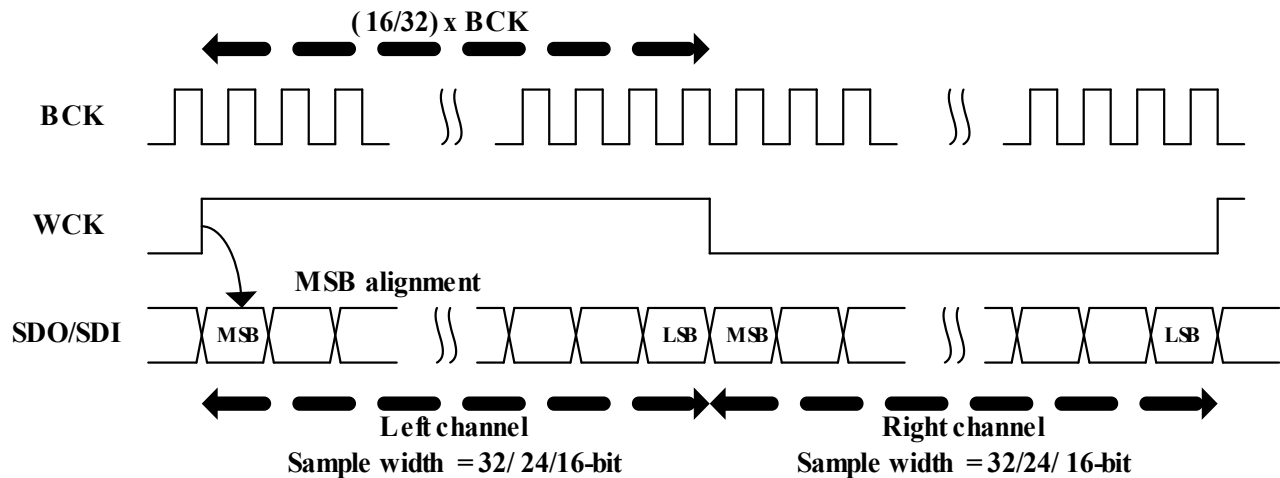 (16/32) x BCK
BCK
WCK
MSB alignment
SDO/SDI
MSB
LSB
MSB
LSB
Left channel
Right channel
Sample width = 32/ 24/16-bit
Sample width = 32/24/ 16-bit